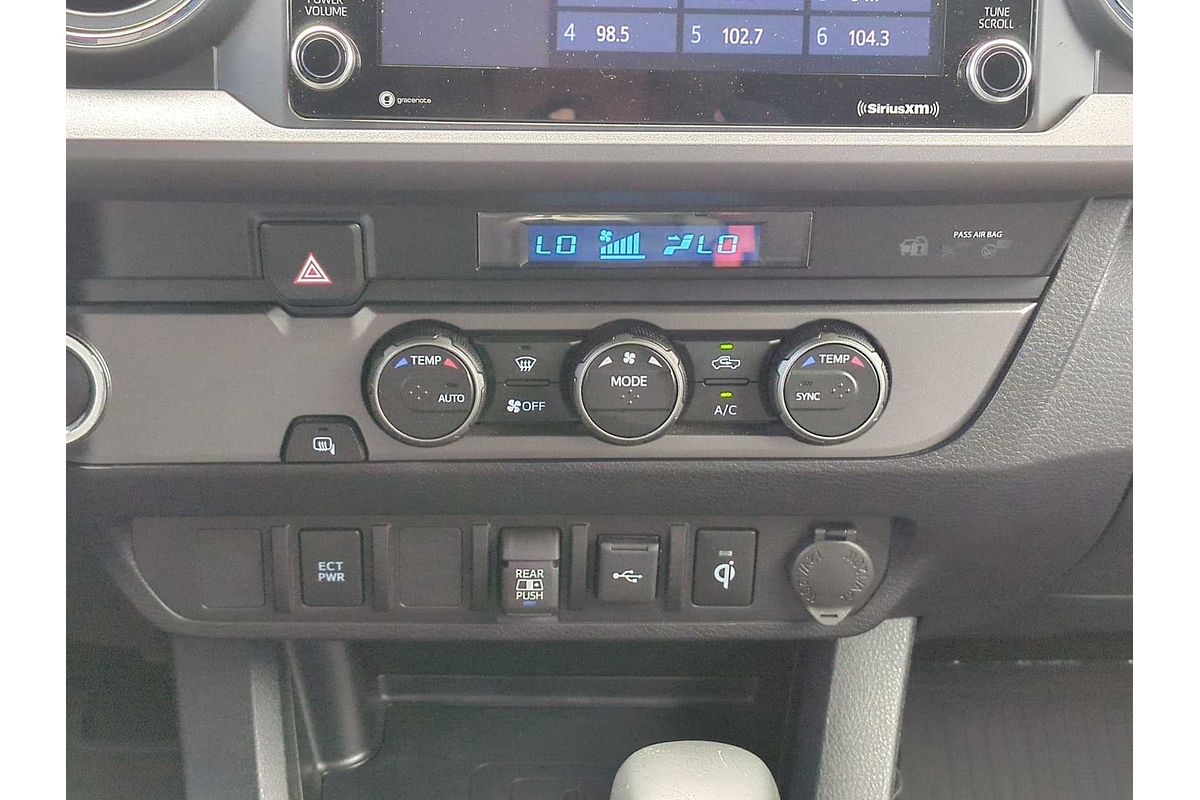 POWER VOLUME
TUNE SCROLL
4 98.5
5 102.7
6 104.3
gracenote
((SiriusXM))
PASS AIR BAG
LO
LO
TEMP
AUTO
OFF
MODE
A/C
TEMP
SYNC
ECT PWR
REAR PUSH
12V